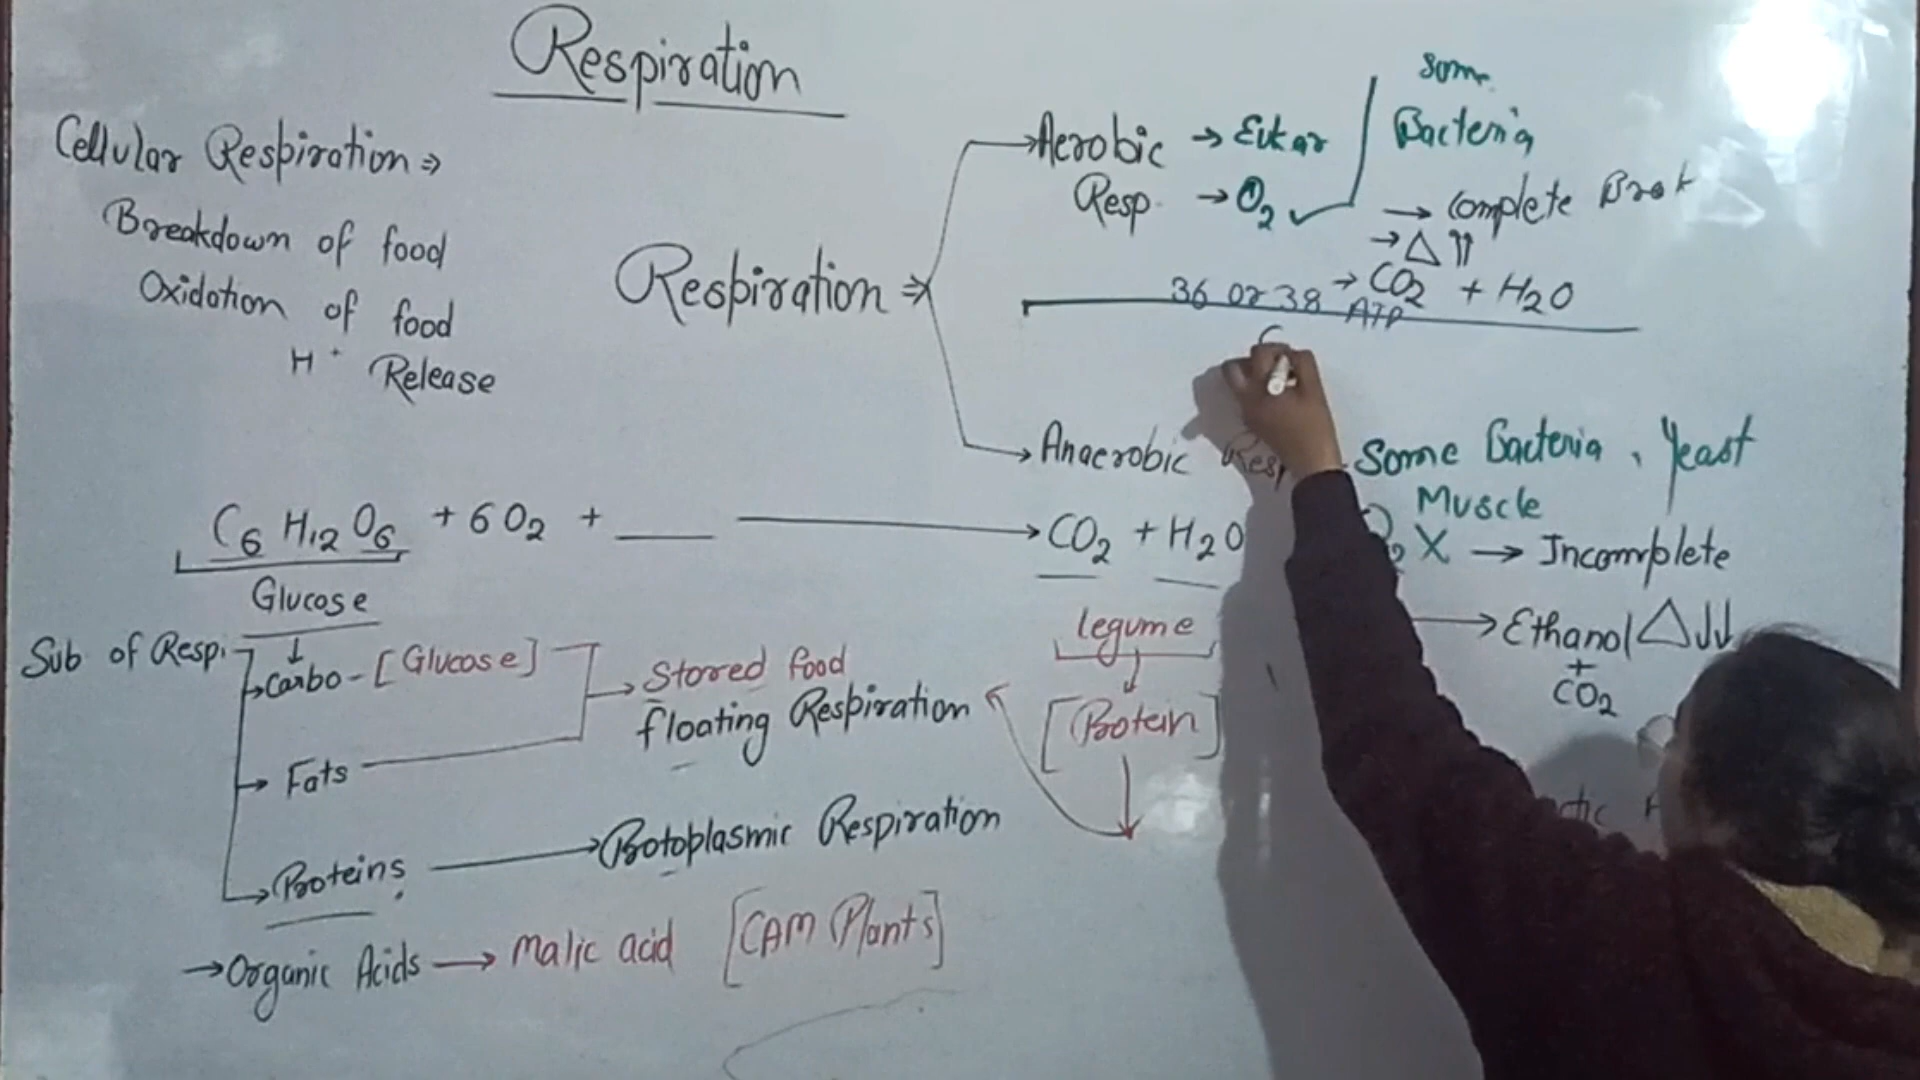 Respiration
Cellular Respiration ⇒
Breakdown of food
Oxidation of food
H+ Release
Respiration ⇒
→ Aerobic Resp. → Eukar
→ O2 ✓
Some Bacteria
→ Complete Break
→ △ ⇈
→ CO2 + H2O
36 or 38 ATP
→ Anaerobic Resp
Some Bacteria, Yeast
Muscle
O2 X → Incomplete
→ Ethanol △↓↓
+
CO2
C6 H12 O6 + 6O2 + ___ → CO2 + H2O
Glucose
Sub of Respi.
→ Carbo - [Glucose]
→ Stored food
floating Respiration
→ Fats
→ Proteins → Protoplasmic Respiration
legume
[Protein]
→ Organic Acids → Malic acid [CAM Plants]